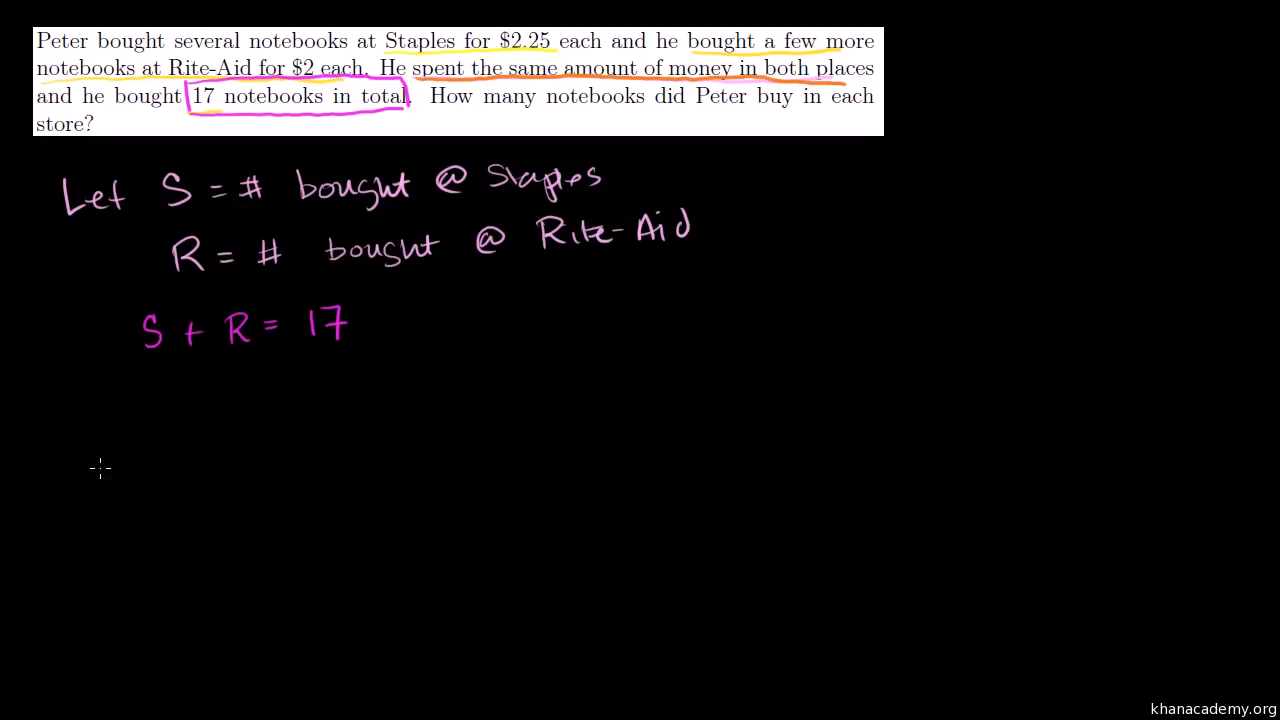 Peter bought several notebooks at Staples for $2.25 each and he bought a few more
notebooks at Rite-Aid for $2 each. He spent the same amount of money in both places
and he bought 17 notebooks in total. How many notebooks did Peter buy in each
store?
Let S = # bought @ Staples
R = # bought @ Rite-Aid
S + R = 17
khanacademy.org